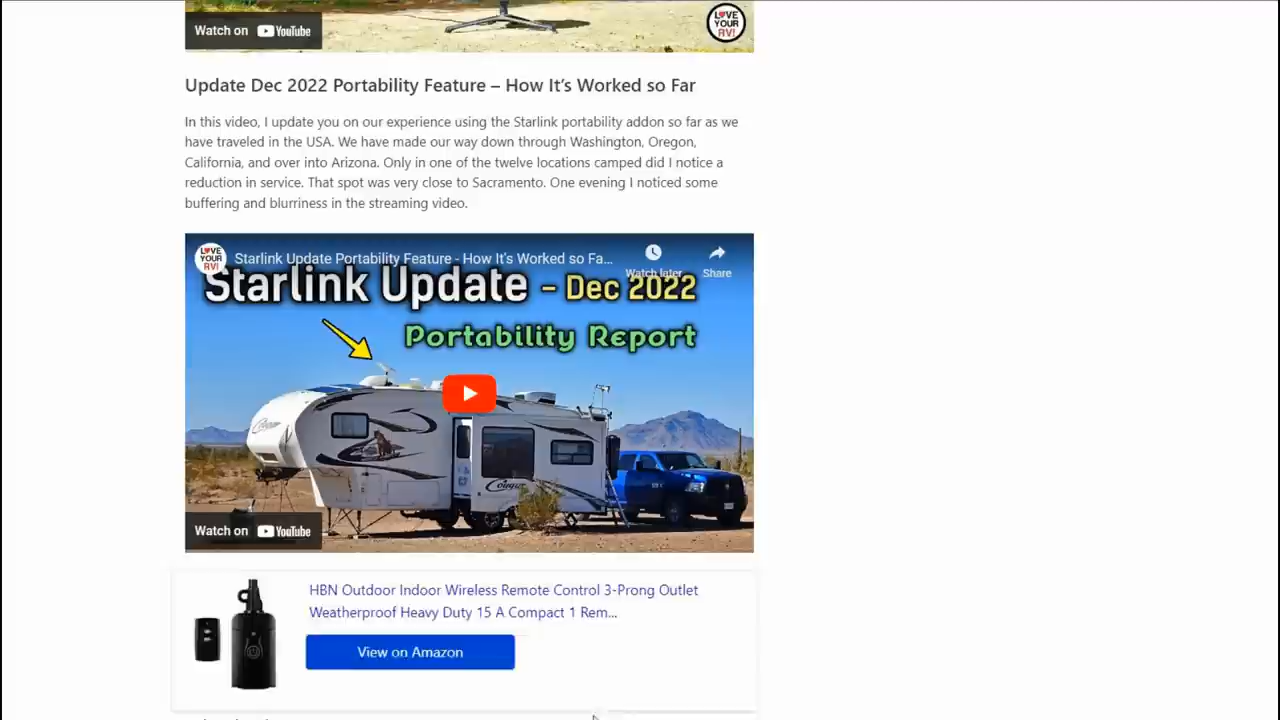 Watch on YouTube
LOVE
YOUR
RV!
Update Dec 2022 Portability Feature – How It's Worked so Far
In this video, I update you on our experience using the Starlink portability addon so far as we
have traveled in the USA. We have made our way down through Washington, Oregon,
California, and over into Arizona. Only in one of the twelve locations camped did I notice a
reduction in service. That spot was very close to Sacramento. One evening I noticed some
buffering and blurriness in the streaming video.
LOVE
YOUR
RV!
Starlink Update Portability Feature - How It's Worked so Fa...
Watch later
Share
Starlink Update - Dec 2022
Portability Report
Cougar
Watch on YouTube
HBN Outdoor Indoor Wireless Remote Control 3-Prong Outlet
Weatherproof Heavy Duty 15 A Compact 1 Rem...
View on Amazon